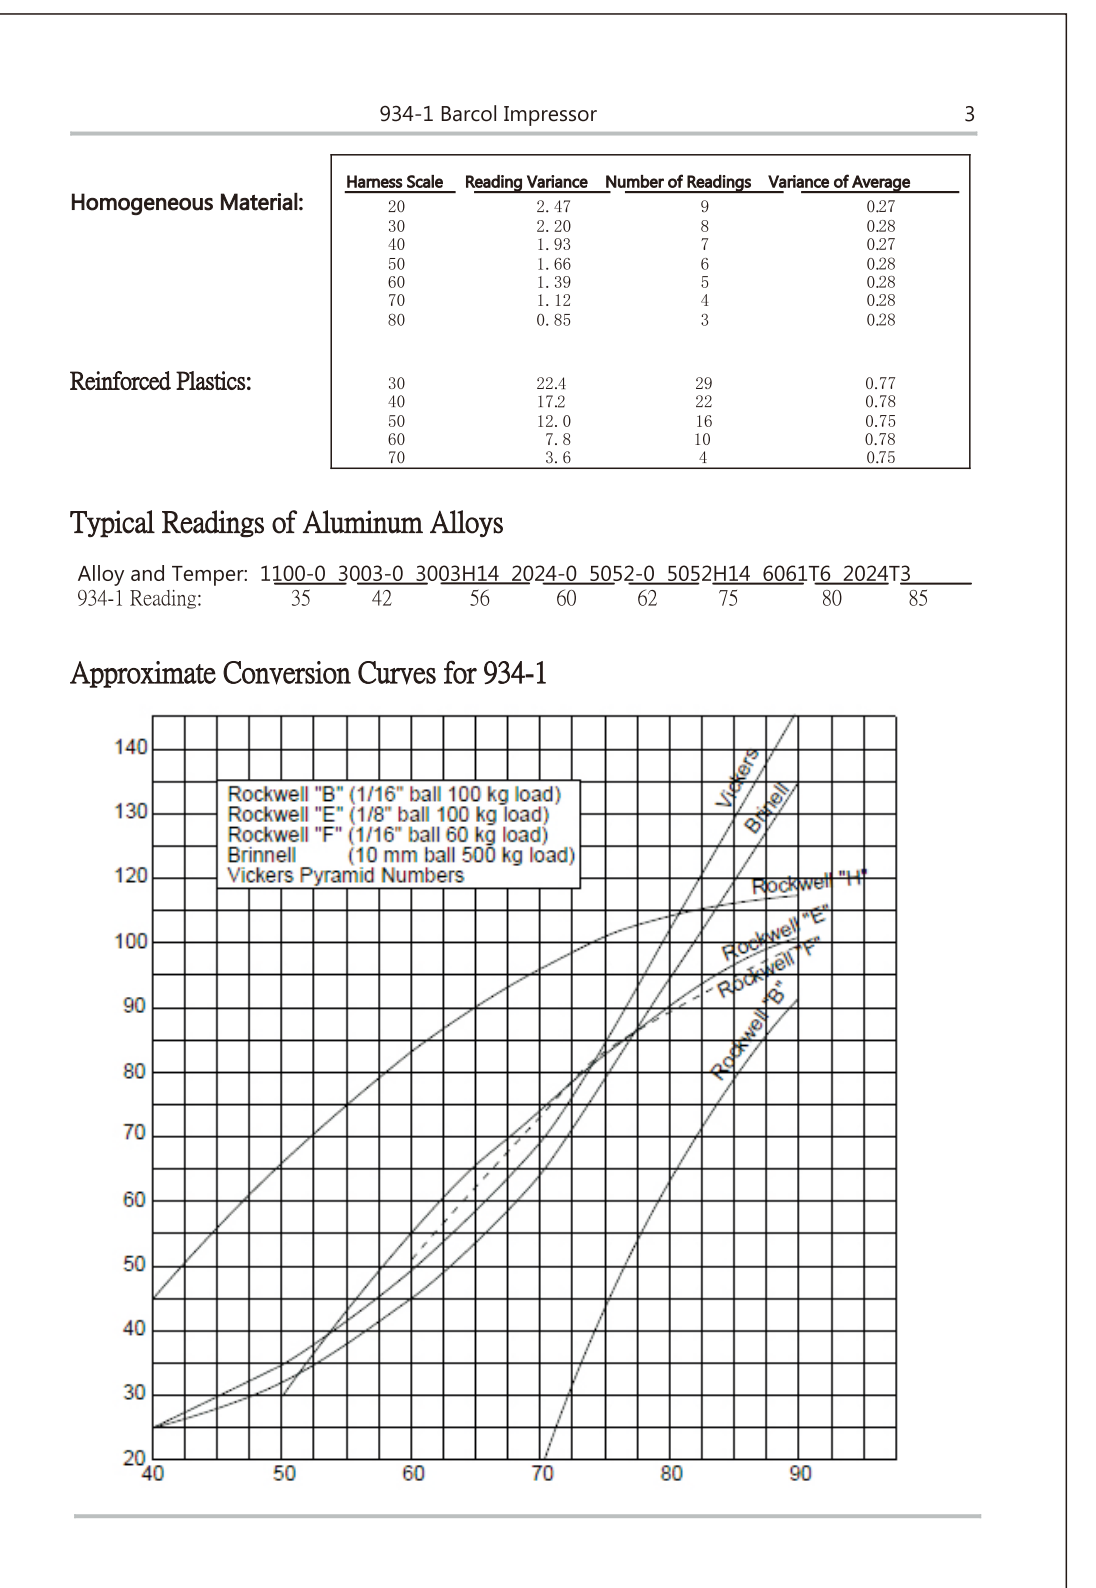 934-1 Barcol Impressor 3
Harness Scale Reading Variance Number of Readings Variance of Average
Homogeneous Material:
20 2.47 9 0.27
30 2.20 8 0.28
40 1.93 7 0.27
50 1.66 6 0.28
60 1.39 5 0.28
70 1.12 4 0.28
80 0.85 3 0.28
Reinforced Plastics:
30 22.4 29 0.77
40 17.2 22 0.78
50 12.0 16 0.75
60 7.8 10 0.78
70 3.6 4 0.75
Typical Readings of Aluminum Alloys
Alloy and Temper: 1100-0 3003-0 3003H14 2024-0 5052-0 5052H14 6061T6 2024T3
934-1 Reading: 35 42 56 60 62 75 80 85
Approximate Conversion Curves for 934-1
140
130
120
100
90
80
70
60
50
40
30
20
Rockwell "B" (1/16" ball 100 kg load)
Rockwell "E" (1/8" ball 100 kg load)
Rockwell "F" (1/16" ball 60 kg load)
Brinnell (10 mm ball 500 kg load)
Vickers Pyramid Numbers
Vickers
Brinell
Rockwell "H"
Rockwell "E"
Rockwell "F"
Rockwell "B"
40 50 60 70 80 90